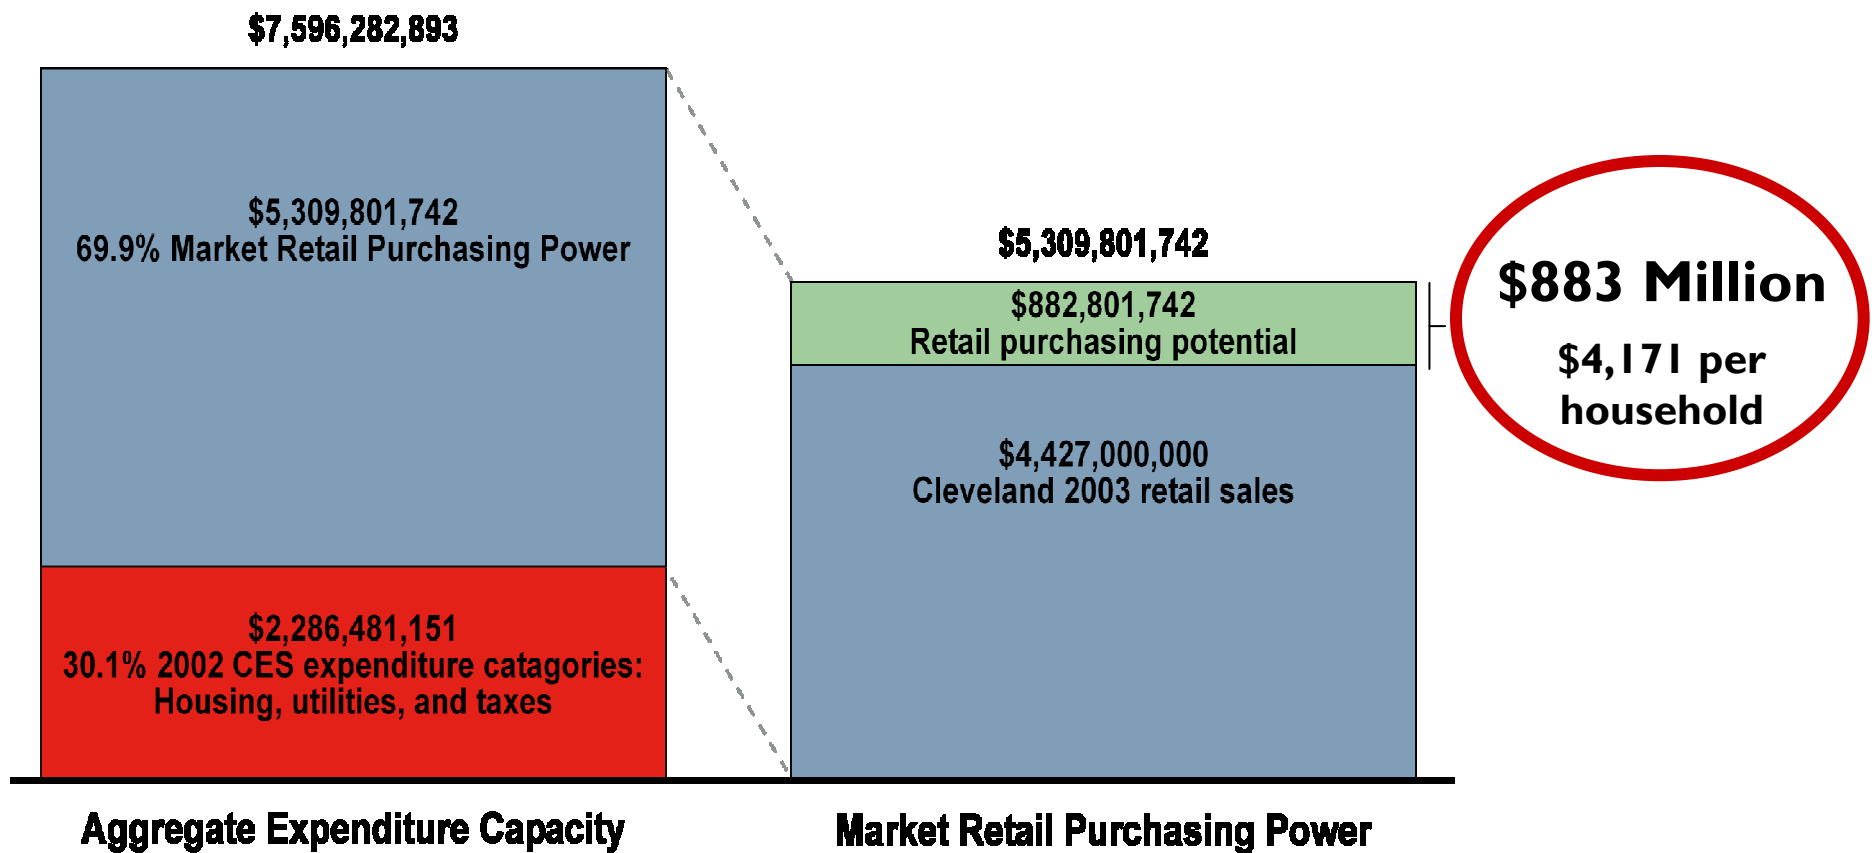 $7,596,282,893
$5,309,801,742
69.9% Market Retail Purchasing Power
$2,286,481,151
30.1% 2002 CES expenditure catagories:
Housing, utilities, and taxes
Aggregate Expenditure Capacity
$5,309,801,742
$882,801,742
Retail purchasing potential
$4,427,000,000
Cleveland 2003 retail sales
Market Retail Purchasing Power
$883 Million
$4,171 per
household